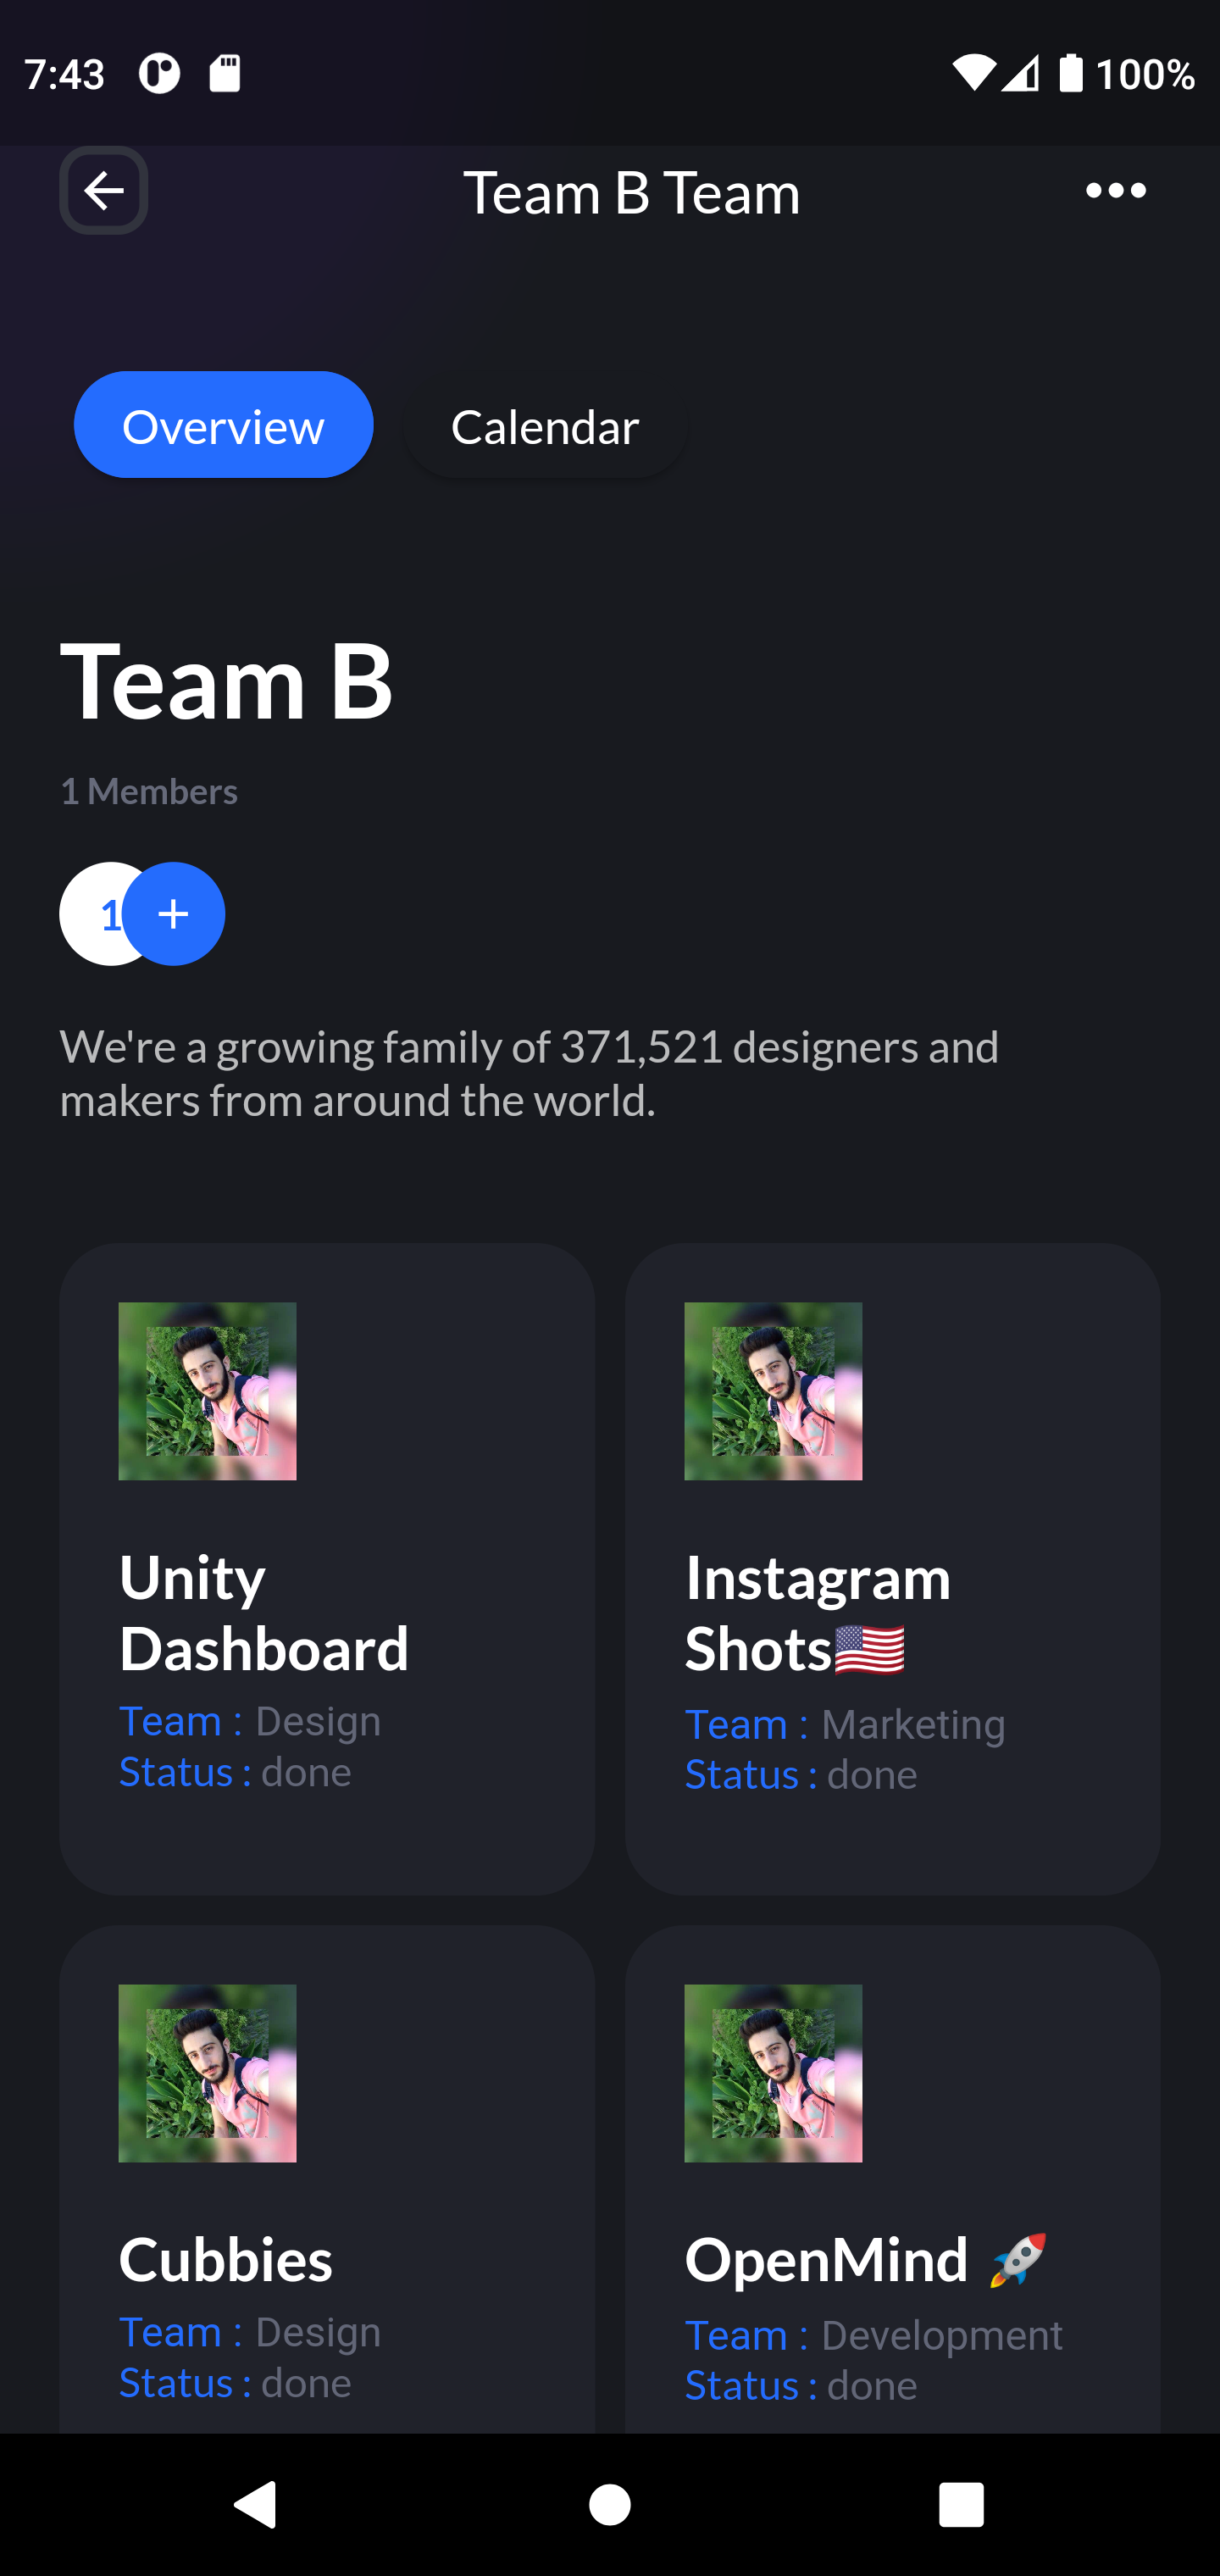 7:43
100%
Team B Team
Overview
Calendar
Team B
1 Members
1 +
We're a growing family of 371,521 designers and
makers from around the world.
Unity
Dashboard
Team : Design
Status : done
Instagram
Shots🇺🇸
Team : Marketing
Status : done
Cubbies
Team : Design
Status : done
OpenMind 🚀
Team : Development
Status : done